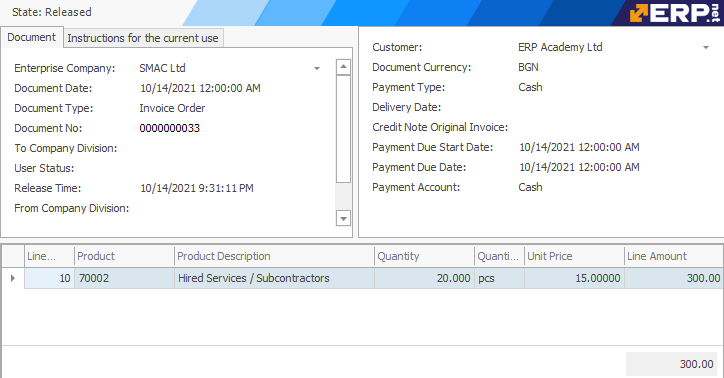 State: Released
ERP.net
Document
Instructions for the current use
Enterprise Company: SMAC Ltd
Document Date: 10/14/2021 12:00:00 AM
Document Type: Invoice Order
Document No: 0000000033
To Company Division:
User Status:
Release Time: 10/14/2021 9:31:11 PM
From Company Division:
Customer: ERP Academy Ltd
Document Currency: BGN
Payment Type: Cash
Delivery Date:
Credit Note Original Invoice:
Payment Due Start Date: 10/14/2021 12:00:00 AM
Payment Due Date: 10/14/2021 12:00:00 AM
Payment Account: Cash
Line... Product Product Description Quantity Quanti... Unit Price Line Amount
10 70002 Hired Services / Subcontractors 20.000 pcs 15.00000 300.00
300.00